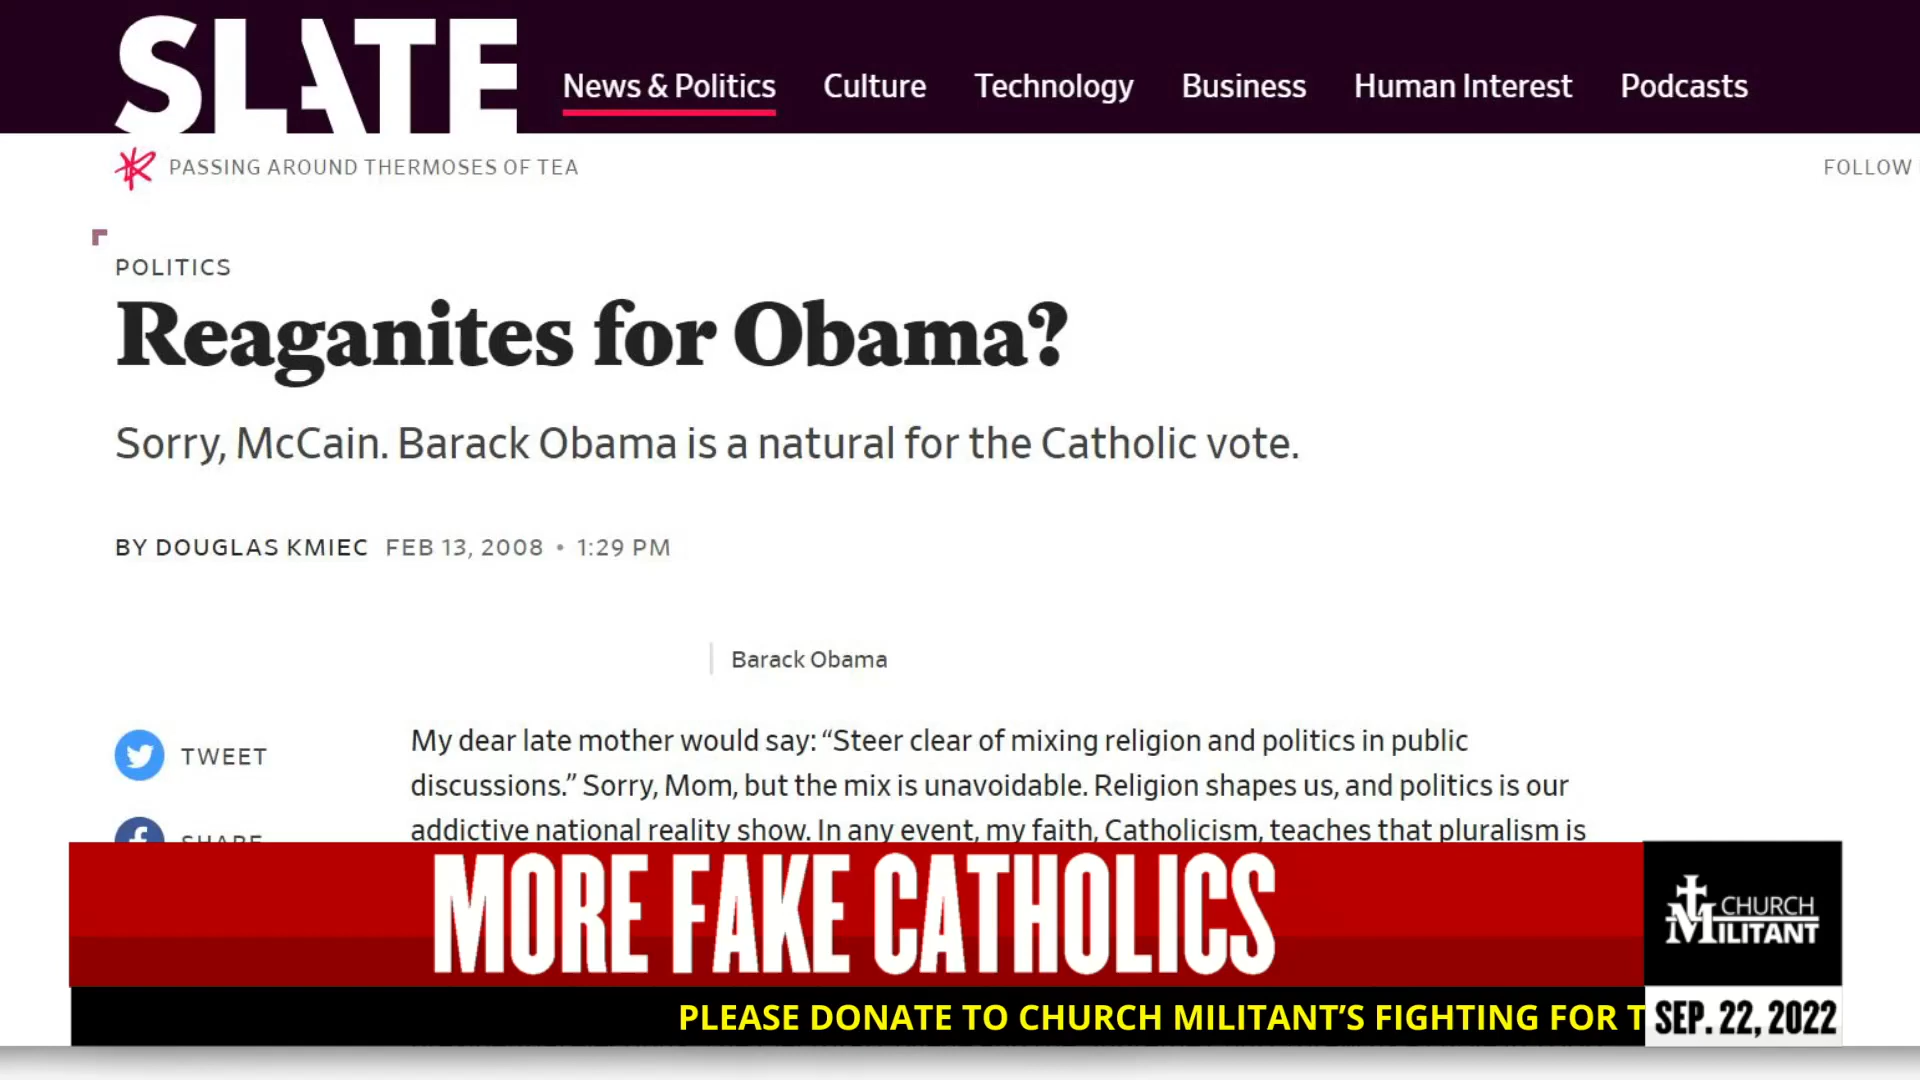 SLATE
News & Politics Culture Technology Business Human Interest Podcasts
PASSING AROUND THERMOSES OF TEA
FOLLOW
POLITICS
Reaganites for Obama?
Sorry, McCain. Barack Obama is a natural for the Catholic vote.
BY DOUGLAS KMIEC FEB 13, 2008 • 1:29 PM
Barack Obama
TWEET
My dear late mother would say: “Steer clear of mixing religion and politics in public
discussions.” Sorry, Mom, but the mix is unavoidable. Religion shapes us, and politics is our
addictive national reality show. In any event, my faith, Catholicism, teaches that pluralism is
SHARE
MORE FAKE CATHOLICS
CHURCH
MILITANT
PLEASE DONATE TO CHURCH MILITANT’S FIGHTING FOR T
SEP. 22, 2022